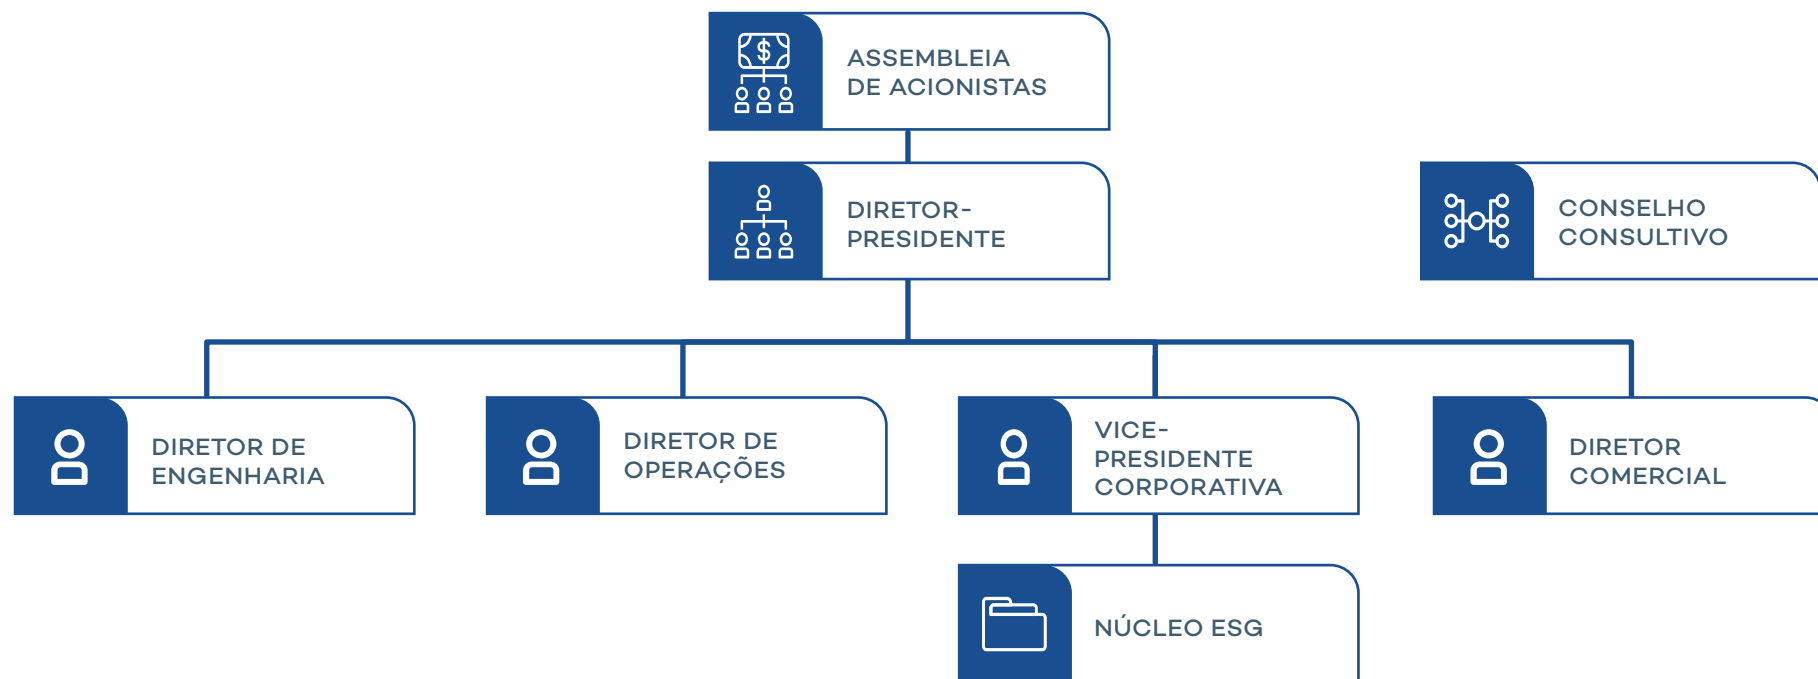 ASSEMBLEIA
DE ACIONISTAS
DIRETOR-
PRESIDENTE
CONSELHO
CONSULTIVO
DIRETOR DE
ENGENHARIA
DIRETOR DE
OPERAÇÕES
VICE-
PRESIDENTE
CORPORATIVA
DIRETOR
COMERCIAL
NÚCLEO ESG